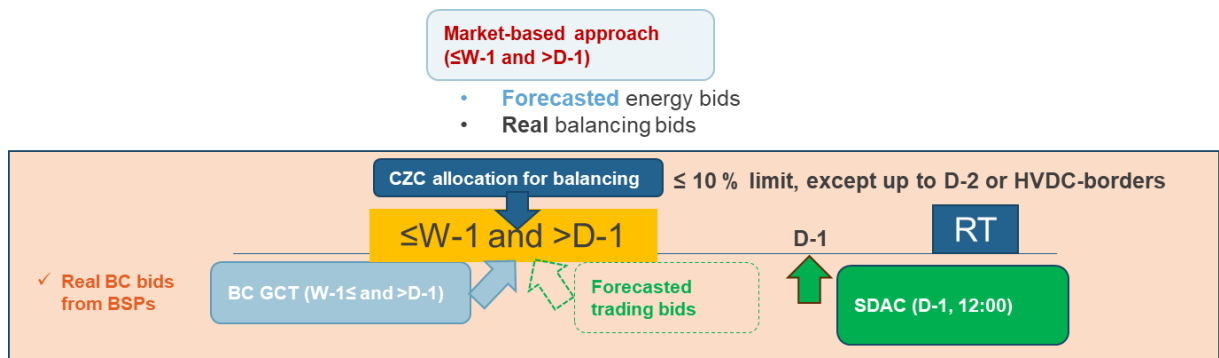 Market-based approach
(≤W-1 and >D-1)
• Forecasted energy bids
• Real balancing bids
CZC allocation for balancing
≤ 10 % limit, except up to D-2 or HVDC-borders
≤W-1 and >D-1
D-1
RT
✓ Real BC bids
from BSPs
BC GCT (W-1≤ and >D-1)
Forecasted
trading bids
SDAC (D-1, 12:00)